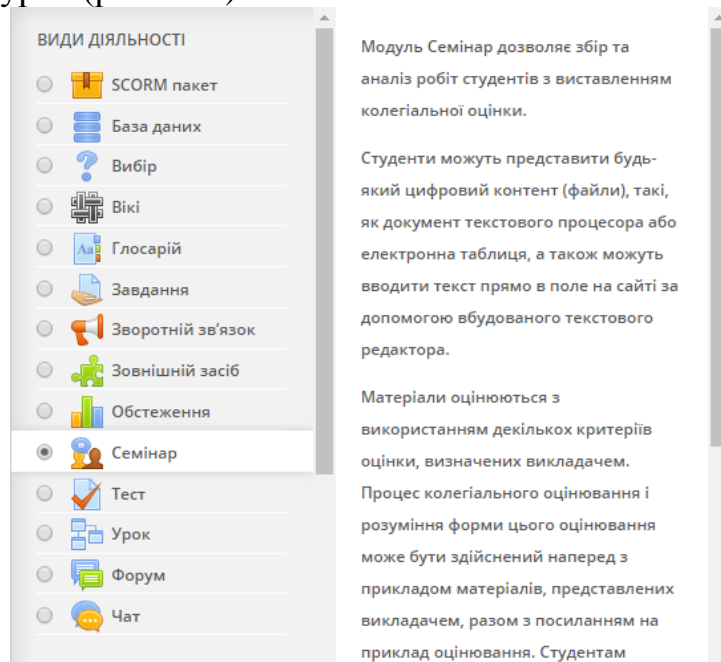 ВИДИ ДІЯЛЬНОСТІ
SCORM пакет
База даних
Вибір
Вікі
Глосарій
Завдання
Зворотній зв'язок
Зовнішній засіб
Обстеження
Семінар
Тест
Урок
Форум
Чат
Модуль Семінар дозволяє збір та
аналіз робіт студентів з виставленням
колегіальної оцінки.
Студенти можуть представити будь-
який цифровий контент (файли), такі,
як документ текстового процесора або
електронна таблиця, а також можуть
вводити текст прямо в поле на сайті за
допомогою вбудованого текстового
редактора.
Матеріали оцінюються з
використанням декількох критеріїв
оцінки, визначених викладачем.
Процес колегіального оцінювання і
розуміння форми цього оцінювання
може бути здійснений наперед з
прикладом матеріалів, представлених
викладачем, разом з посиланням на
приклад оцінювання. Студентам